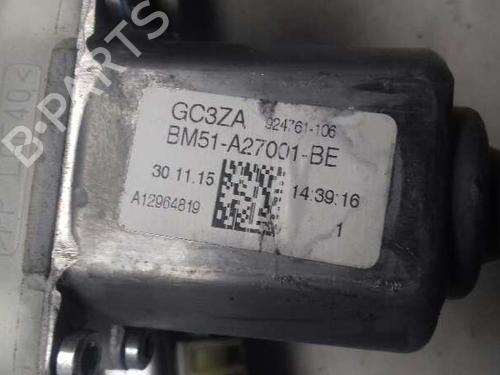 B-PARTS
GC3ZA 924761-106
BM51-A27001-BE
30 11.15 14:39:16
A12964819 1